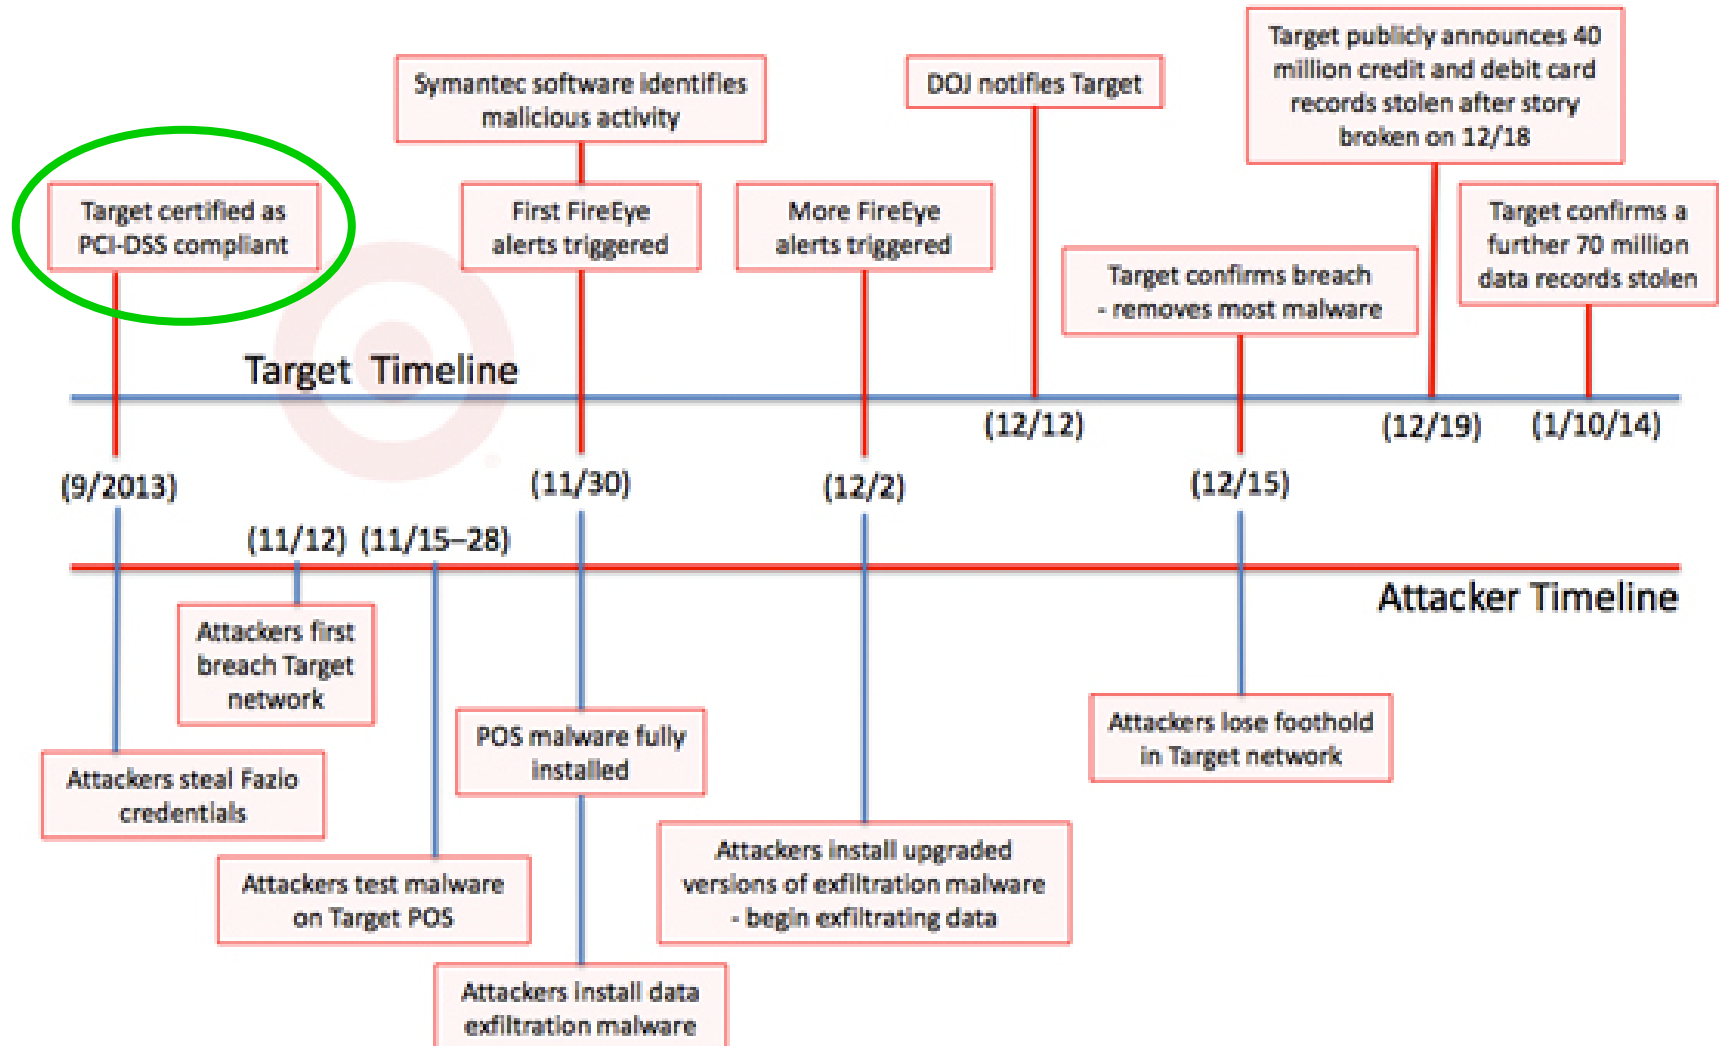 Target publicly announces 40
million credit and debit card
records stolen after story
broken on 12/18
Symantec software identifies
malicious activity
DOJ notifies Target
Target certified as
PCI-DSS compliant
First FireEye
alerts triggered
More FireEye
alerts triggered
Target confirms breach
- removes most malware
Target confirms a
further 70 million
data records stolen
Target Timeline
(12/12)
(12/19)
(1/10/14)
(9/2013)
(11/30)
(12/2)
(12/15)
(11/12)
(11/15–28)
Attacker Timeline
Attackers first
breach Target
network
Attackers steal Fazio
credentials
POS malware fully
installed
Attackers lose foothold
in Target network
Attackers test malware
on Target POS
Attackers install upgraded
versions of exfiltration malware
- begin exfiltrating data
Attackers install data
exfiltration malware